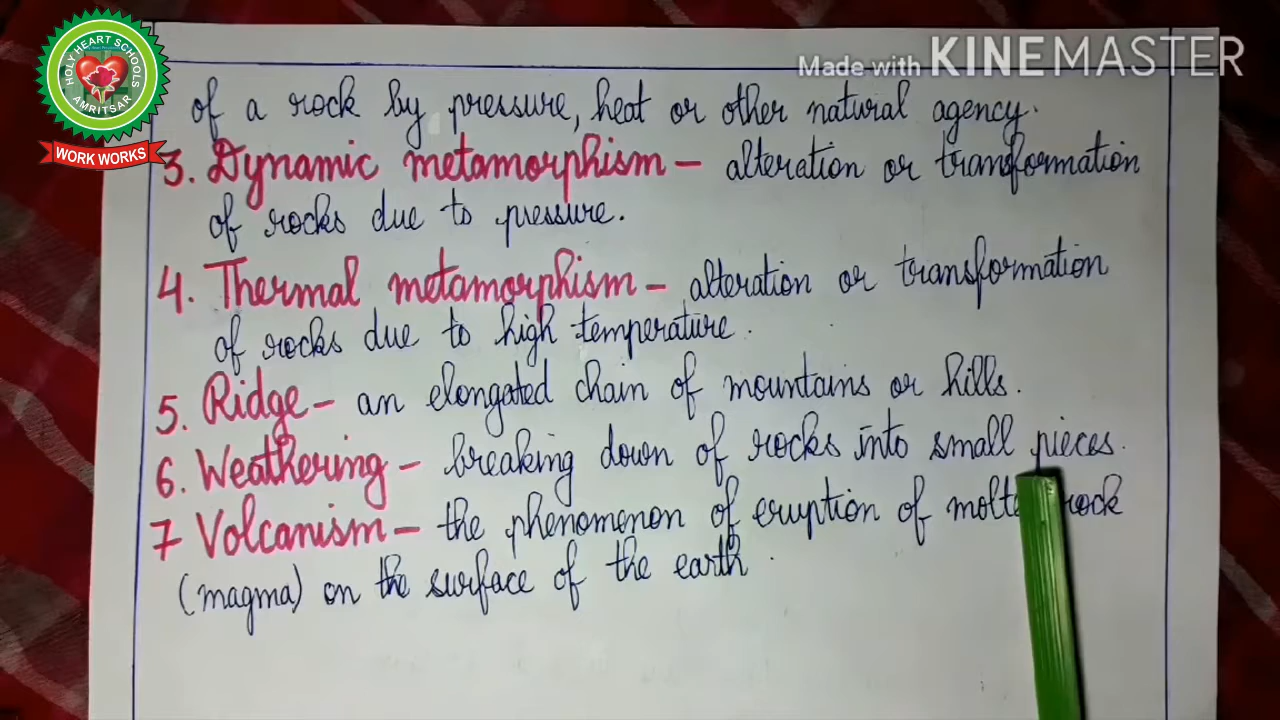 HOLY HEART SCHOOLS
AMRITSAR
WORK WORKS
Made with KINEMASTER
of a rock by pressure, heat or other natural agency.
3. Dynamic metamorphism – alteration or transformation
of rocks due to pressure.
4. Thermal metamorphism – alteration or transformation
of rocks due to high temperature.
5. Ridge – an elongated chain of mountains or hills.
6. Weathering – breaking down of rocks into small pieces.
7 Volcanism – the phenomenon of eruption of molte rock
(magma) on the surface of the earth.